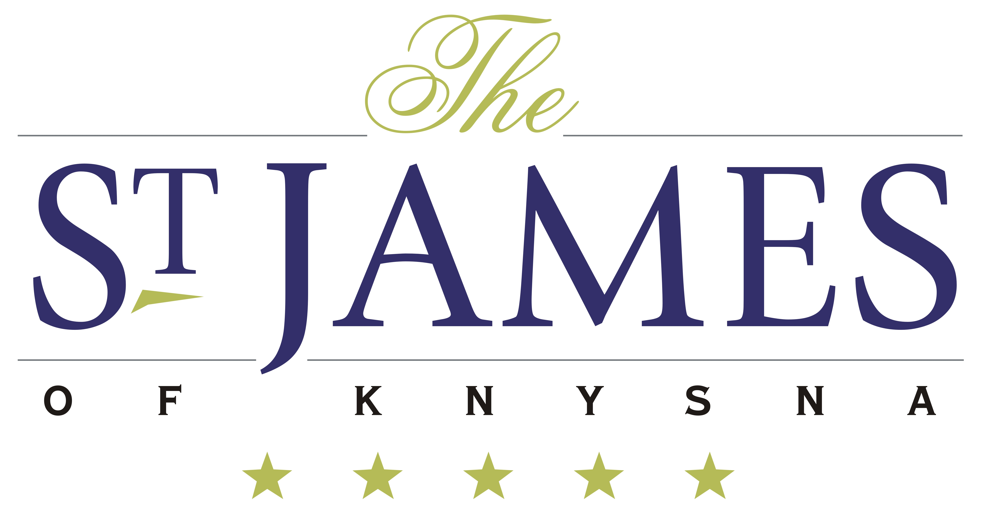 The
ST JAMES
OF KNYSNA